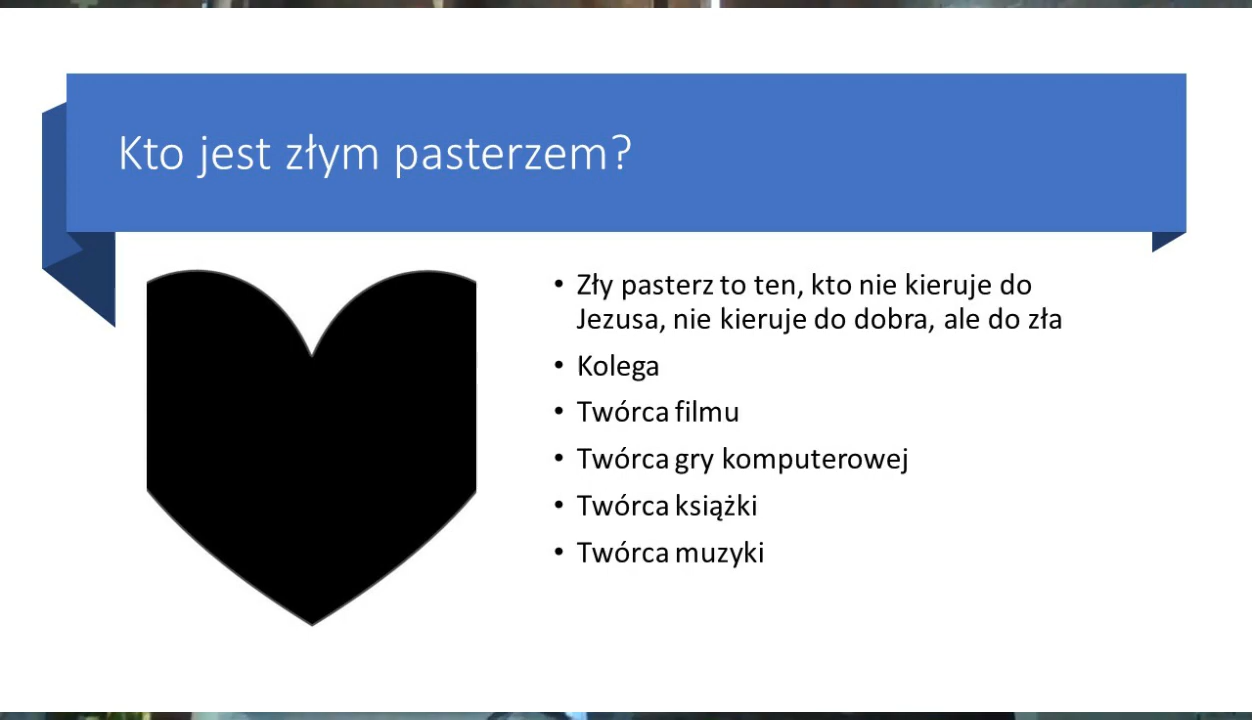 Kto jest złym pasterzem?
• Zły pasterz to ten, kto nie kieruje do
Jezusa, nie kieruje do dobra, ale do zła
• Kolega
• Twórca filmu
• Twórca gry komputerowej
• Twórca książki
• Twórca muzyki